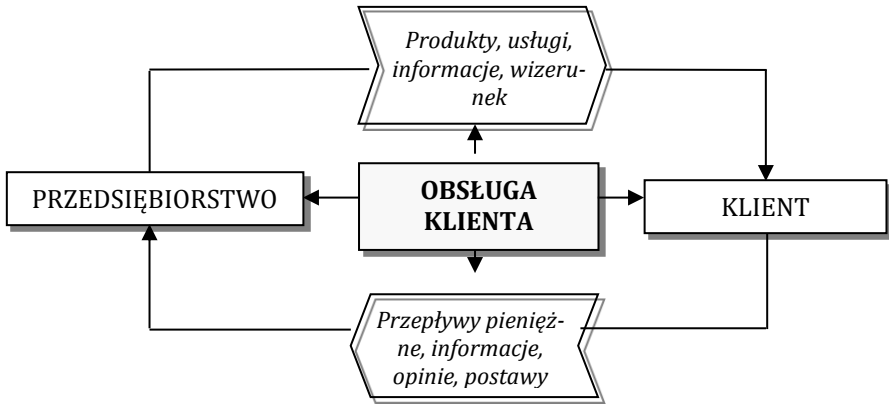 Produkty, usługi,
informacje, wizeru-
nek
PRZEDSIĘBIORSTWO
OBSŁUGA
KLIENTA
KLIENT
Przepływy pienięż-
ne, informacje,
opinie, postawy